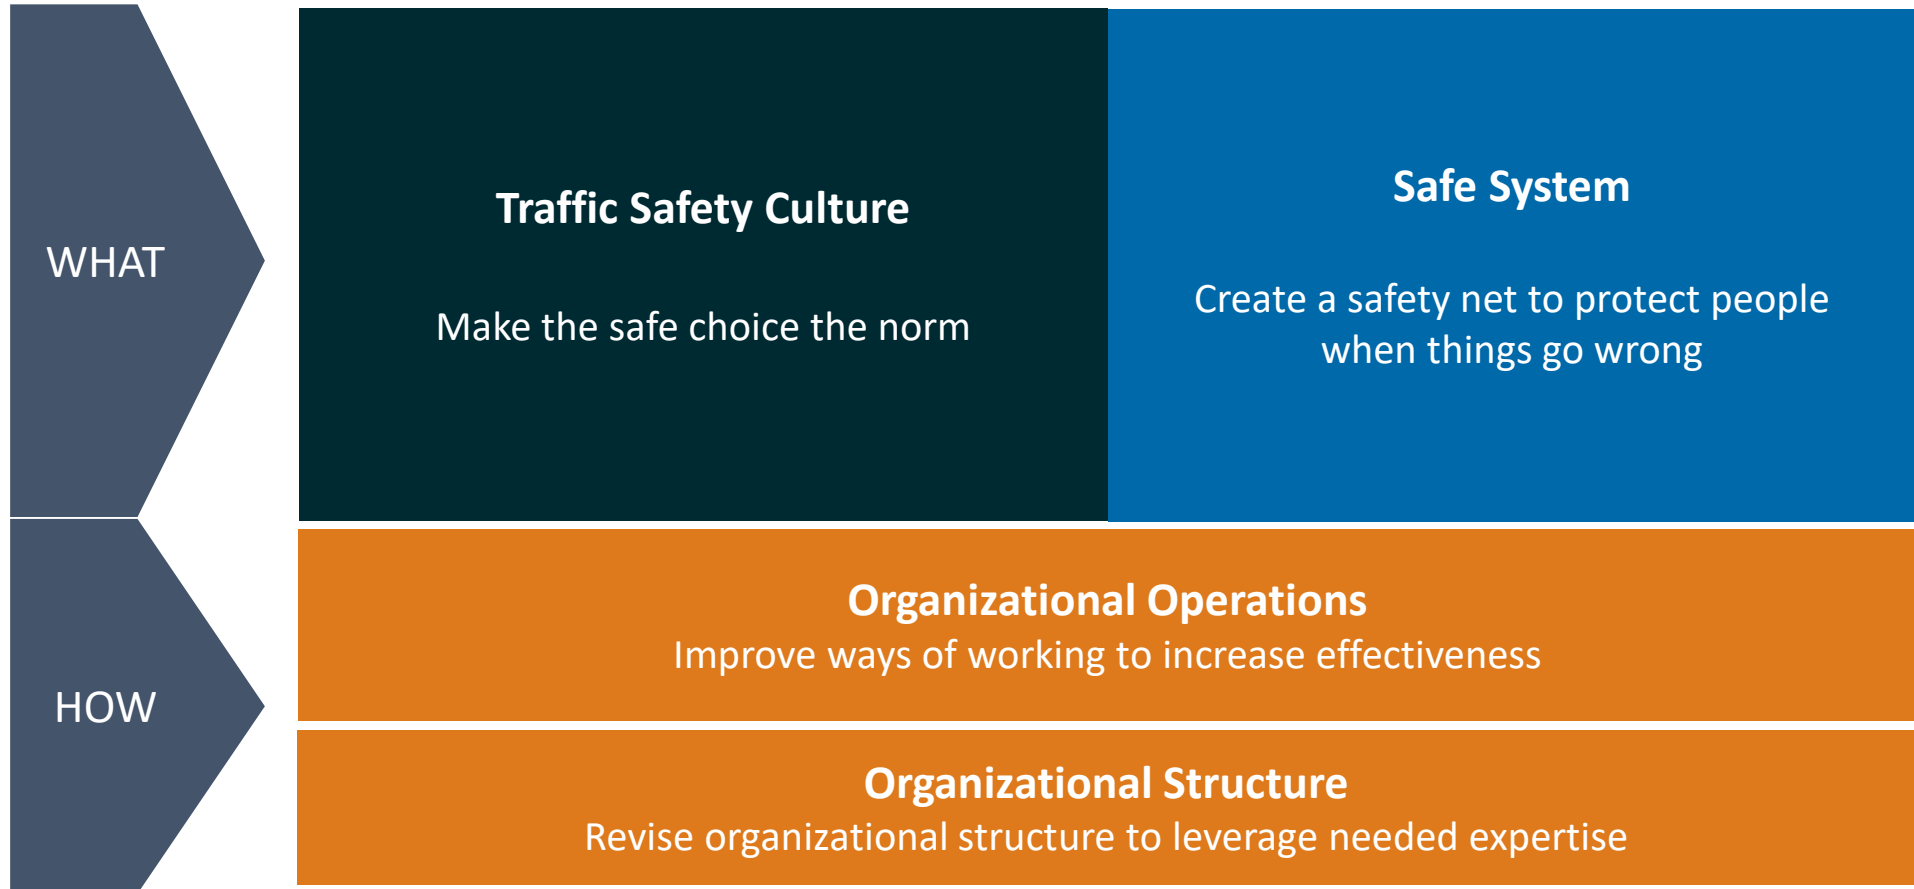 WHAT
Traffic Safety Culture
Make the safe choice the norm
Safe System
Create a safety net to protect people
when things go wrong
HOW
Organizational Operations
Improve ways of working to increase effectiveness
Organizational Structure
Revise organizational structure to leverage needed expertise